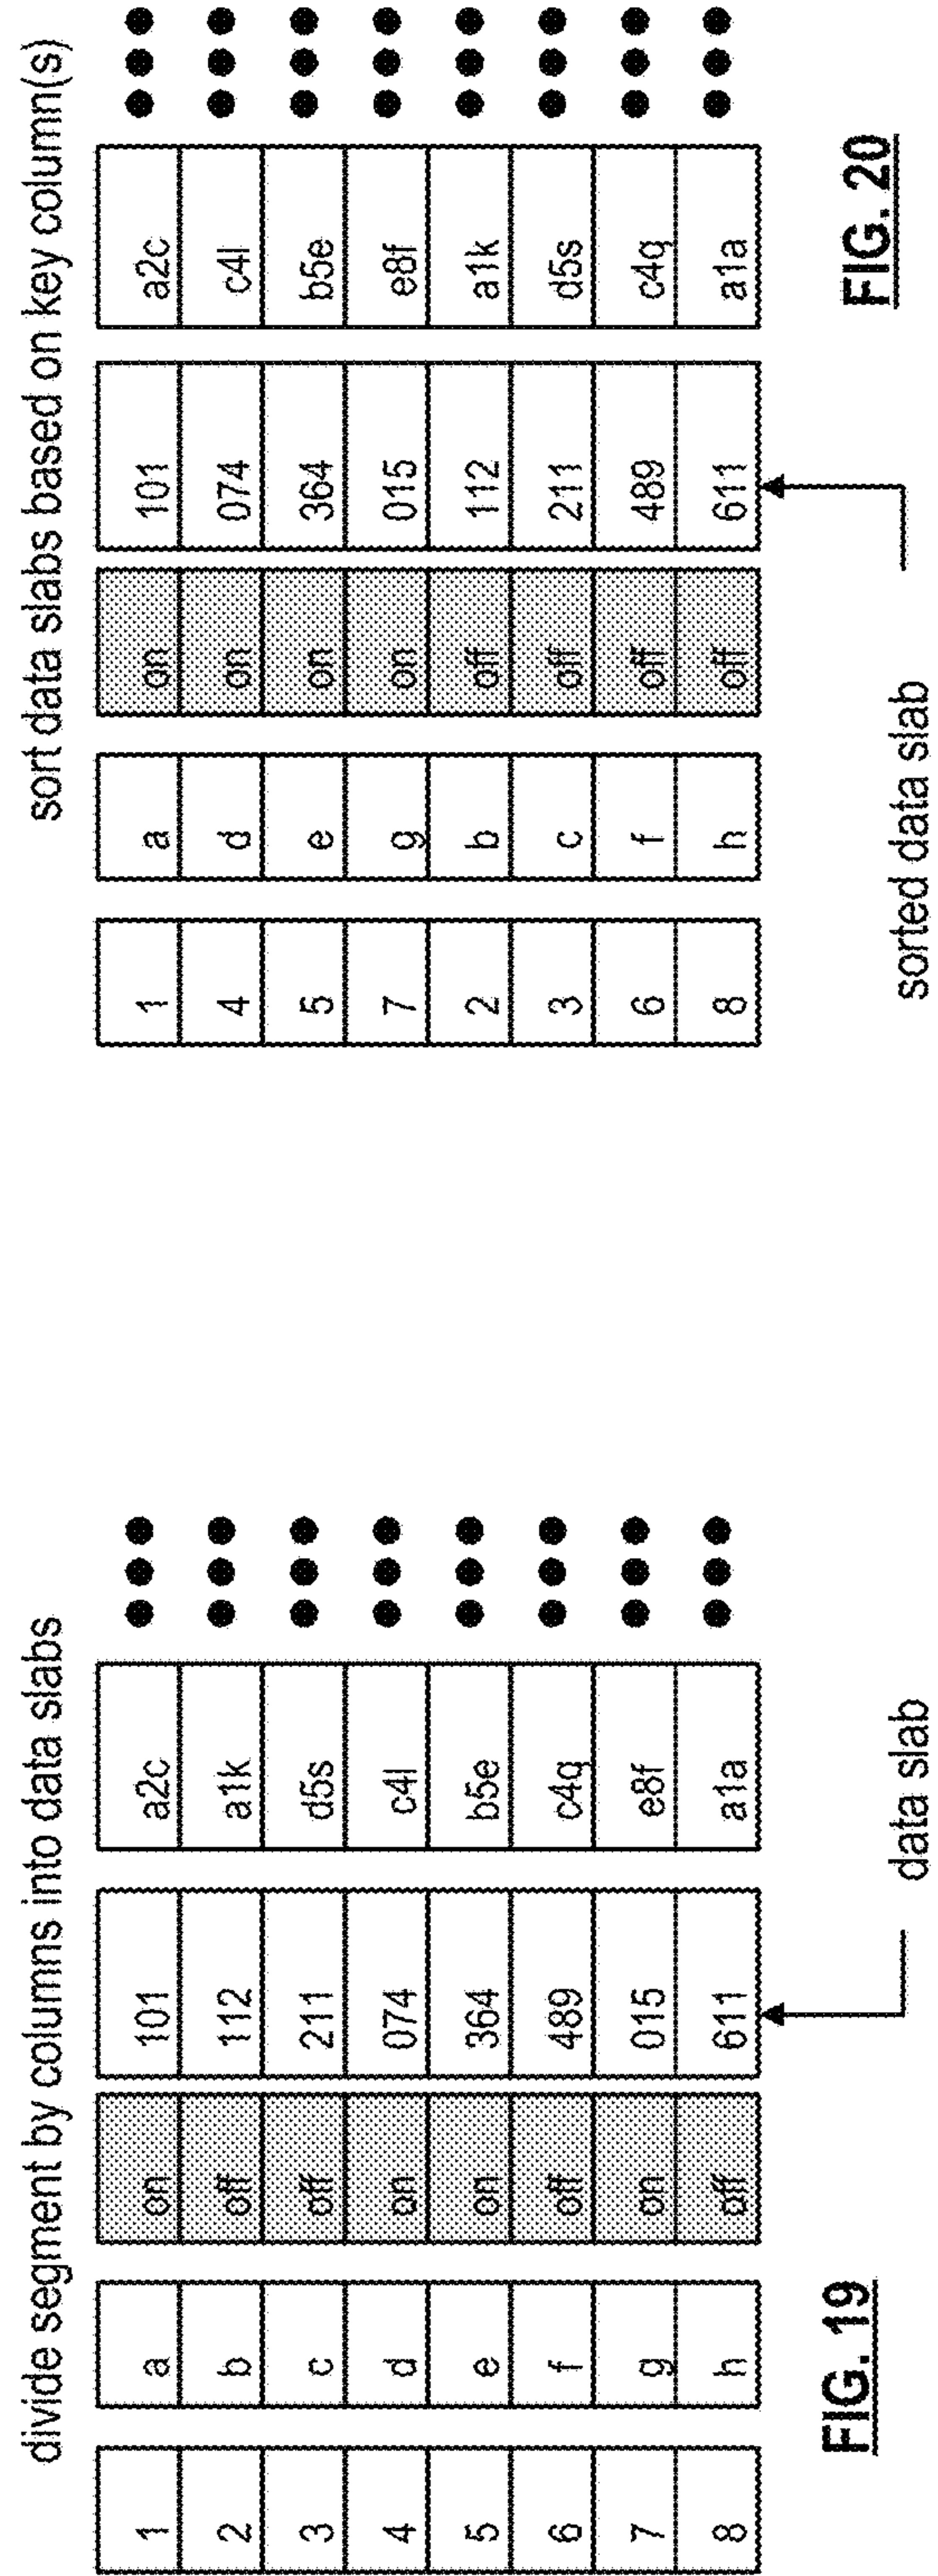 divide segment by columns into data slabs
1 a on 101 a2c
2 b off 112 a1k
3 c off 211 d5s
4 d on 074 c4l
5 e on 364 b5e
6 f off 489 c4q
7 g on 015 e8f
8 h off 611 a1a
data slab
FIG. 19
sort data slabs based on key column(s)
1 a on 101 a2c
4 d on 074 c4l
5 e on 364 b5e
7 g on 015 e8f
2 b off 112 a1k
3 c off 211 d5s
6 f off 489 c4q
8 h off 611 a1a
sorted data slab
FIG. 20